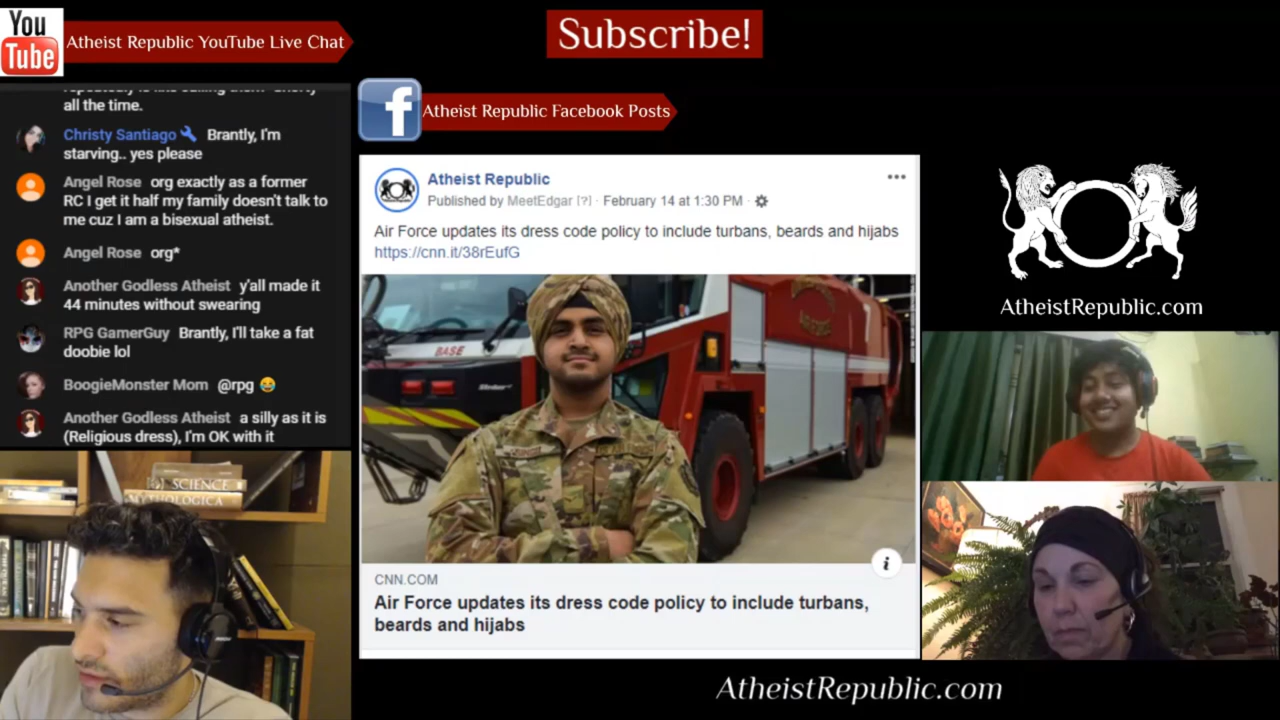 You
Tube
Atheist Republic YouTube Live Chat
Subscribe!
all the time.
Christy Santiago Brantly, I'm
starving.. yes please
Angel Rose org exactly as a former
RC I get it half my family doesn't talk to
me cuz I am a bisexual atheist.
Angel Rose org*
Another Godless Atheist y'all made it
44 minutes without swearing
RPG GamerGuy Brantly, I'll take a fat
doobie lol
BoogieMonster Mom @rpg 😂
Another Godless Atheist a silly as it is
(Religious dress), I'm OK with it
f
Atheist Republic Facebook Posts
Atheist Republic
Published by MeetEdgar [?] · February 14 at 1:30 PM ·
Air Force updates its dress code policy to include turbans, beards and hijabs
https://cnn.it/38rEufG
BASE
i
CNN.COM
Air Force updates its dress code policy to include turbans,
beards and hijabs
AtheistRepublic.com
SCIENCE
MYTHOLOGICA
AtheistRepublic.com